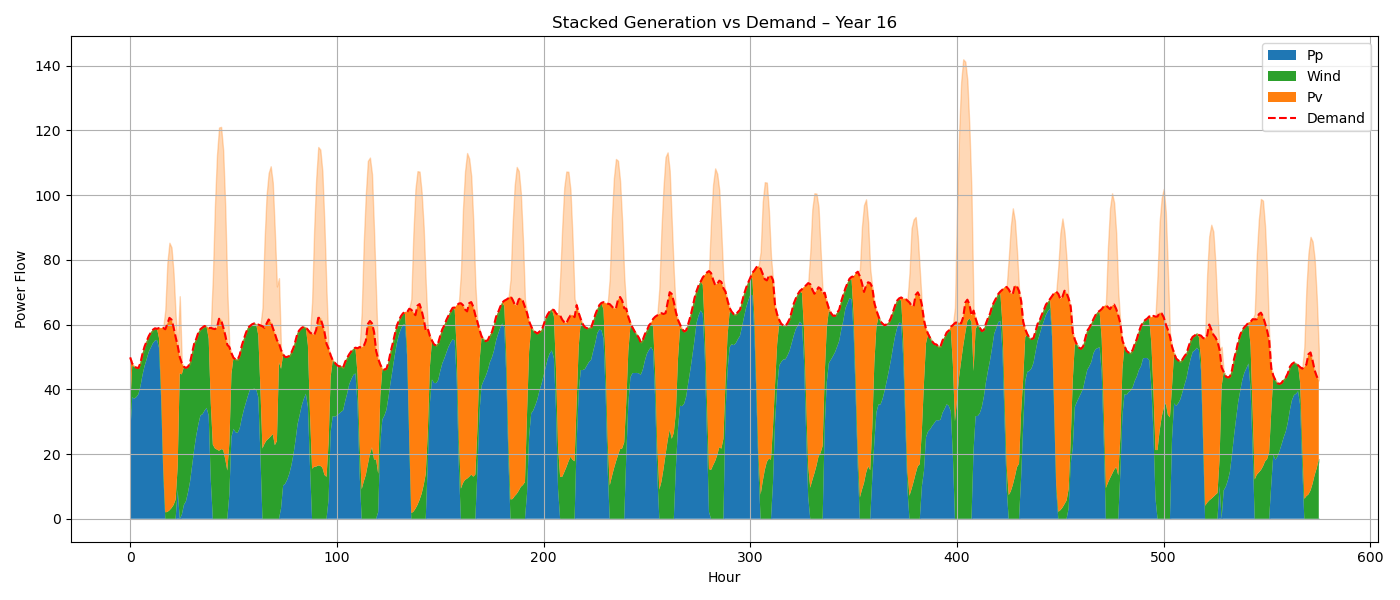 Stacked Generation vs Demand – Year 16
Power Flow
140
120
100
80
60
40
20
0
0 100 200 300 400 500 600
Hour
Pp
Wind
Pv
Demand